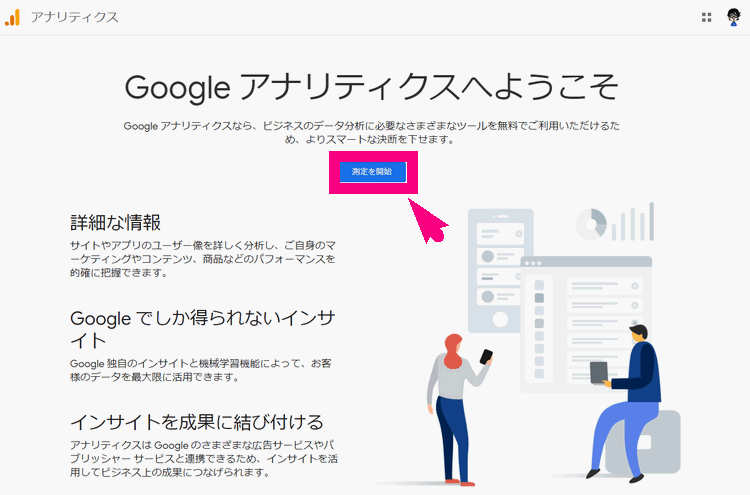 アナリティクス
Google アナリティクスへようこそ
Google アナリティクスなら、ビジネスのデータ分析に必要なさまざまなツールを無料でご利用いただけるた
め、よりスマートな決断を下せます。
測定を開始
詳細な情報
サイトやアプリのユーザー像を詳しく分析し、ご自身のマ
ーケティングやコンテンツ、商品などのパフォーマンスを
的確に把握できます。
Google でしか得られないインサ
イト
Google 独自のインサイトと機械学習機能によって、お客
様のデータを最大限に活用できます。
インサイトを成果に結び付ける
アナリティクスは Google のさまざまな広告サービスやパ
ブリッシャー サービスと連携できるため、インサイトを活
用してビジネス上の成果につなげられます。